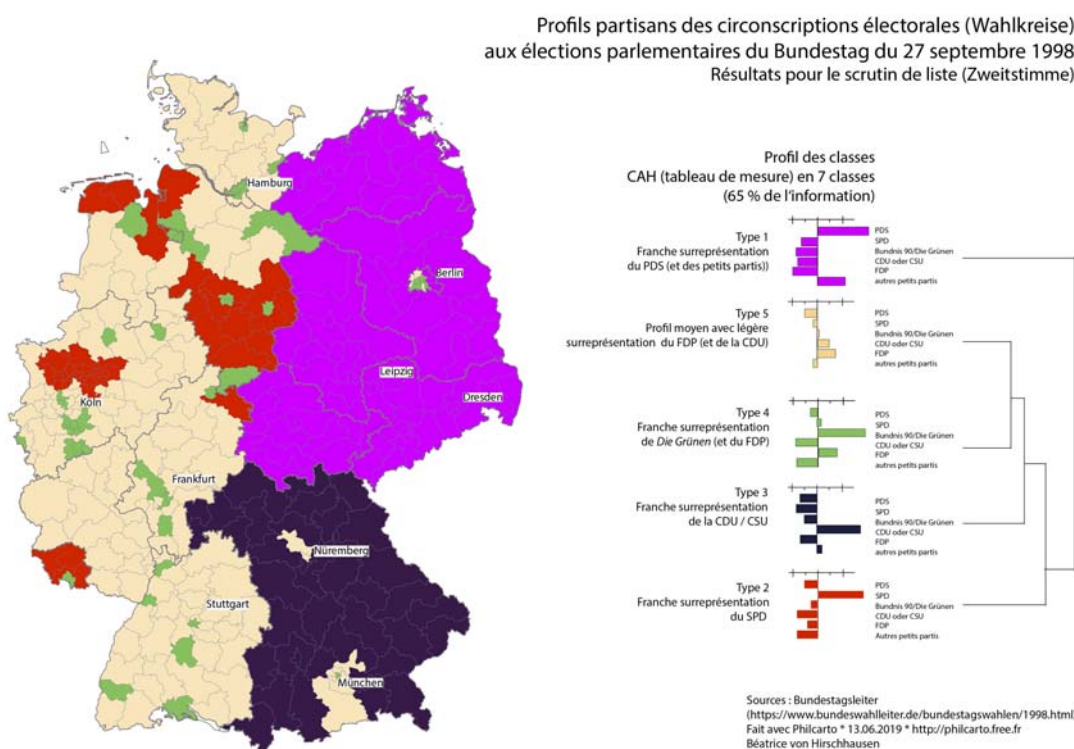 Profils partisans des circonscriptions électorales (Wahlkreise)
aux élections parlementaires du Bundestag du 27 septembre 1998
Résultats pour le scrutin de liste (Zweitstimme)
Hamburg
Berlin
Leipzig
Dresden
Köln
Frankfurt
Nüremberg
Stuttgart
München
Profil des classes
CAH (tableau de mesure) en 7 classes
(65 % de l'information)
Type 1
Franche surreprésentation
du PDS (et des petits partis))
PDS
SPD
Bundnis 90/Die Grünen
CDU oder CSU
FDP
autres petits partis
Type 5
Profil moyen avec légère
surreprésentation du FDP (et de la CDU)
PDS
SPD
Bundnis 90/Die Grünen
CDU oder CSU
FDP
autres petits partis
Type 4
Franche surreprésentation
de Die Grünen (et du FDP)
PDS
SPD
Bundnis 90/Die Grünen
CDU oder CSU
FDP
autres petits partis
Type 3
Franche surreprésentation
de la CDU / CSU
PDS
SPD
Bundnis 90/Die Grünen
CDU oder CSU
FDP
autres petits partis
Type 2
Franche surreprésentation
du SPD
PDS
SPD
Bundnis 90/Die Grünen
CDU oder CSU
FDP
Autres petits partis
Sources : Bundestagsleiter
(https://www.bundeswahlleiter.de/bundestagswahlen/1998.html
Fait avec Philcarto * 13.06.2019 * http://philcarto.free.fr
Béatrice von Hirschhausen